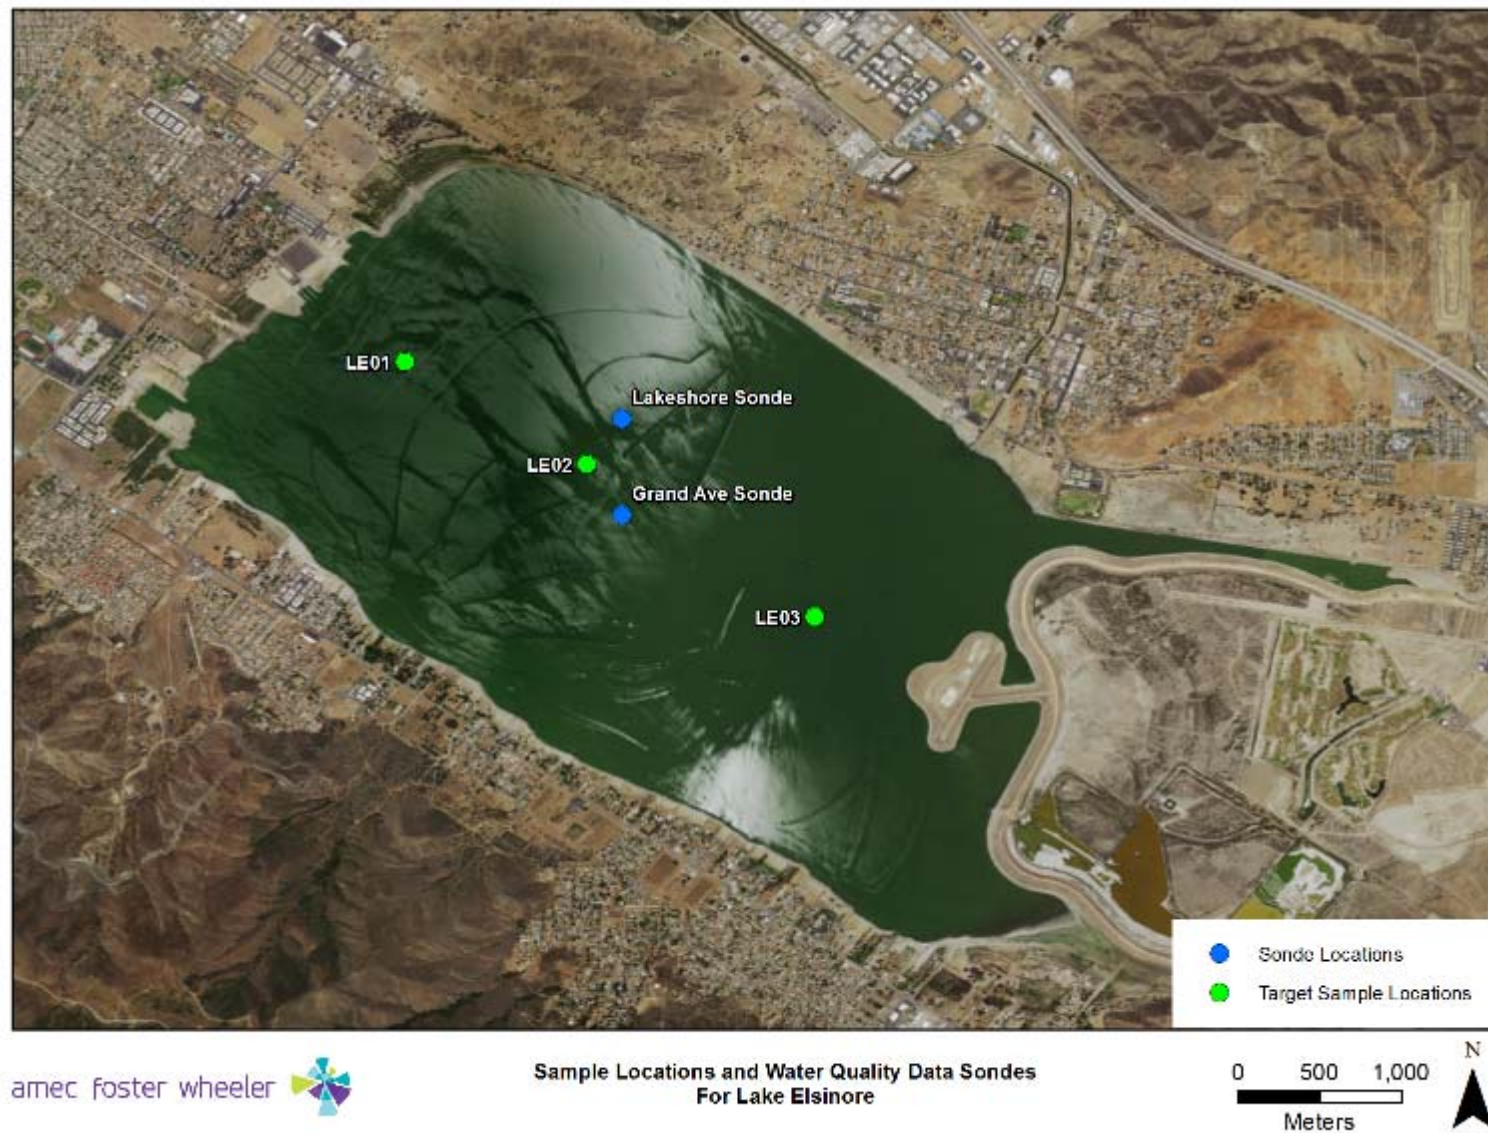 LE01
Lakeshore Sonde
LE02
Grand Ave Sonde
LE03
Sonde Locations
Target Sample Locations
amec foster wheeler
Sample Locations and Water Quality Data Sondes
For Lake Elsinore
0 500 1,000
Meters
N